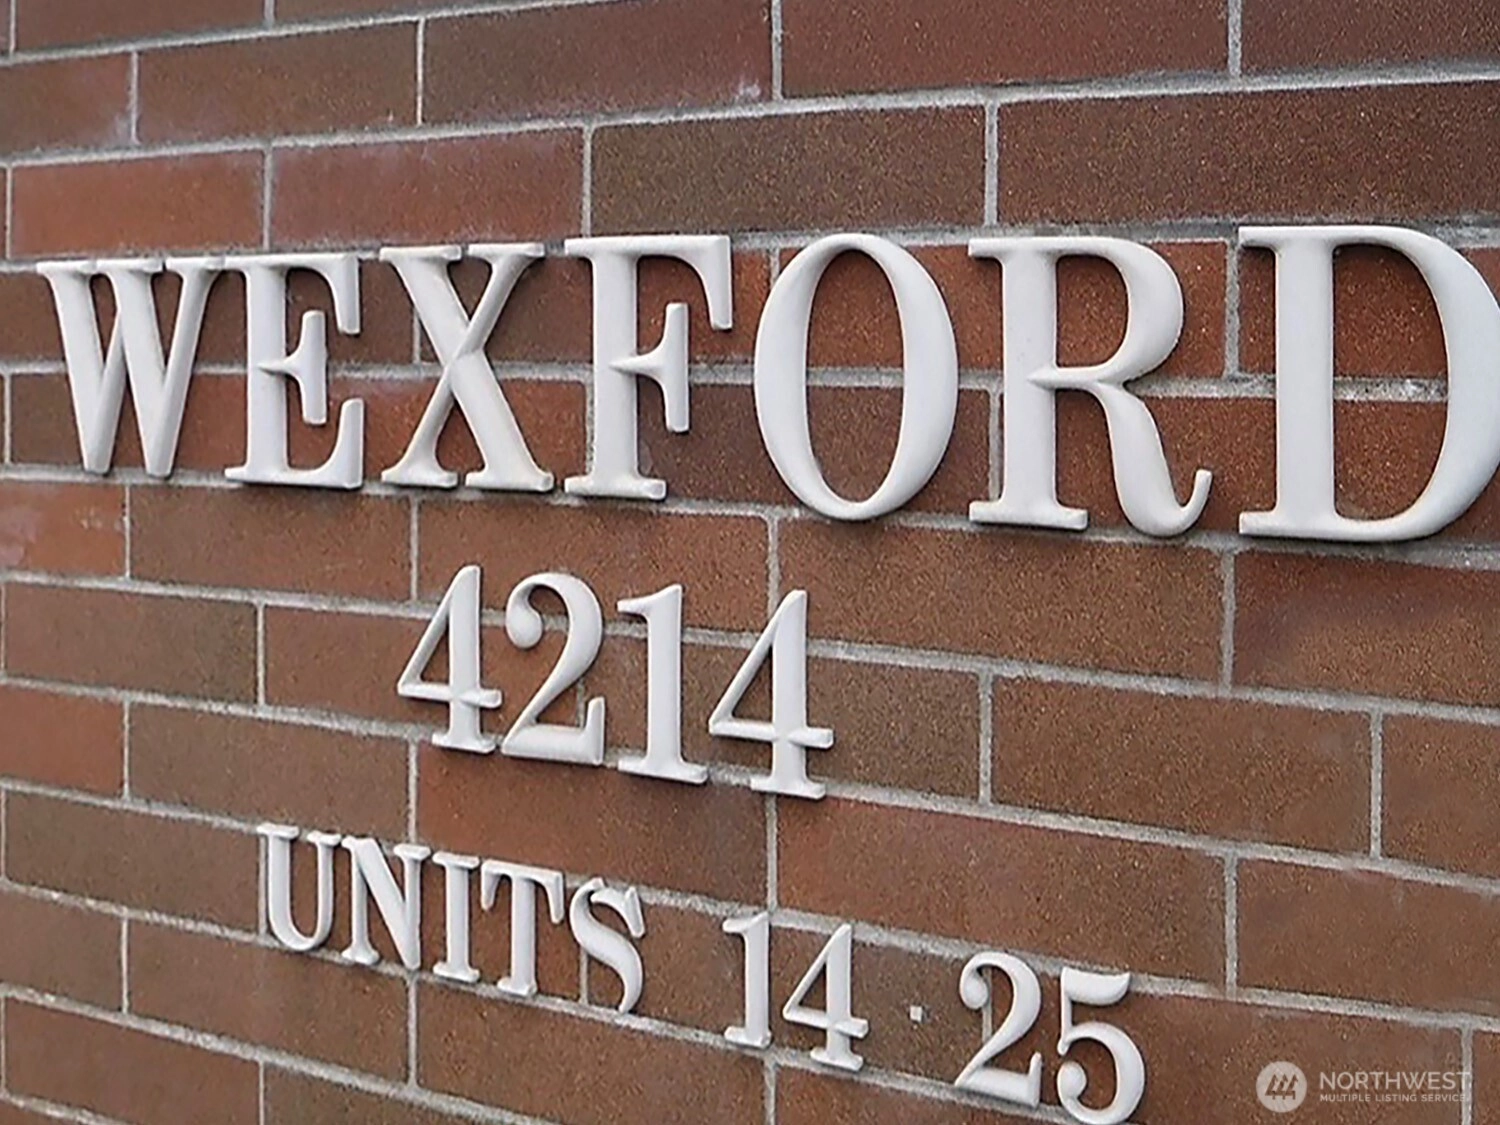 WEXFORD
4214
UNITS 14 · 25
NORTHWEST
MULTIPLE LISTING SERVICE